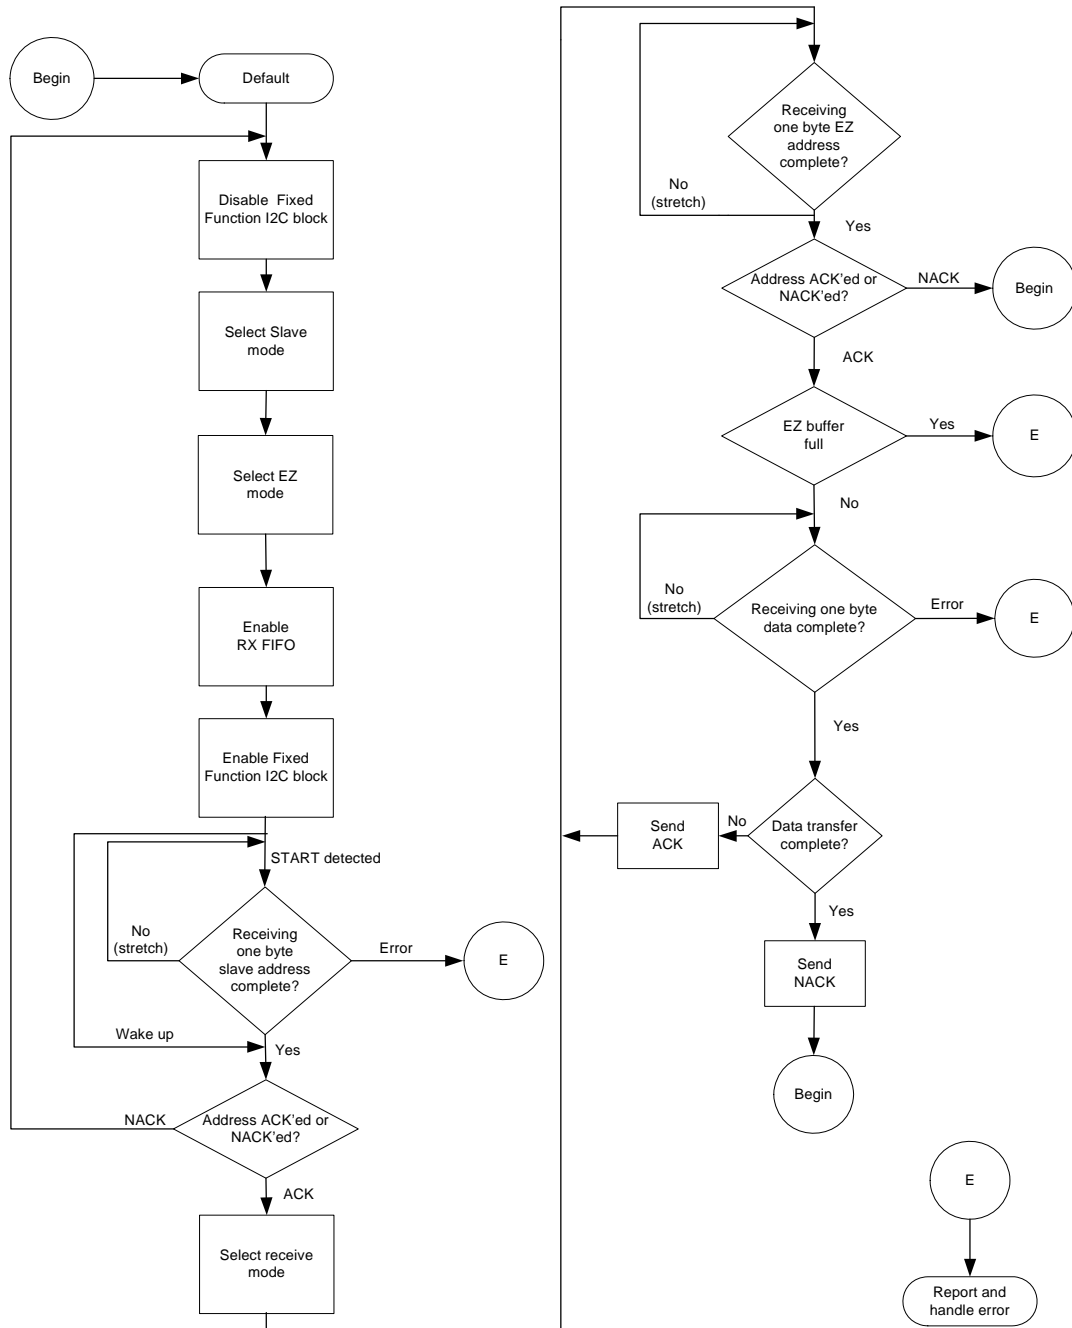 Begin
Default
Disable Fixed
Function I2C block
Select Slave
mode
Select EZ
mode
Enable
RX FIFO
Enable Fixed
Function I2C block
START detected
No
(stretch)
Receiving
one byte
slave address
complete?
Error
E
Wake up
Yes
NACK
Address ACK'ed or
NACK'ed?
ACK
Select receive
mode
Receiving
one byte EZ
address
complete?
No
(stretch)
Yes
Address ACK'ed or
NACK'ed?
NACK
Begin
ACK
EZ buffer
full
Yes
E
No
No
(stretch)
Receiving one byte
data complete?
Error
E
Yes
Data transfer
complete?
No
Send
ACK
Yes
Send
NACK
Begin
E
Report and
handle error